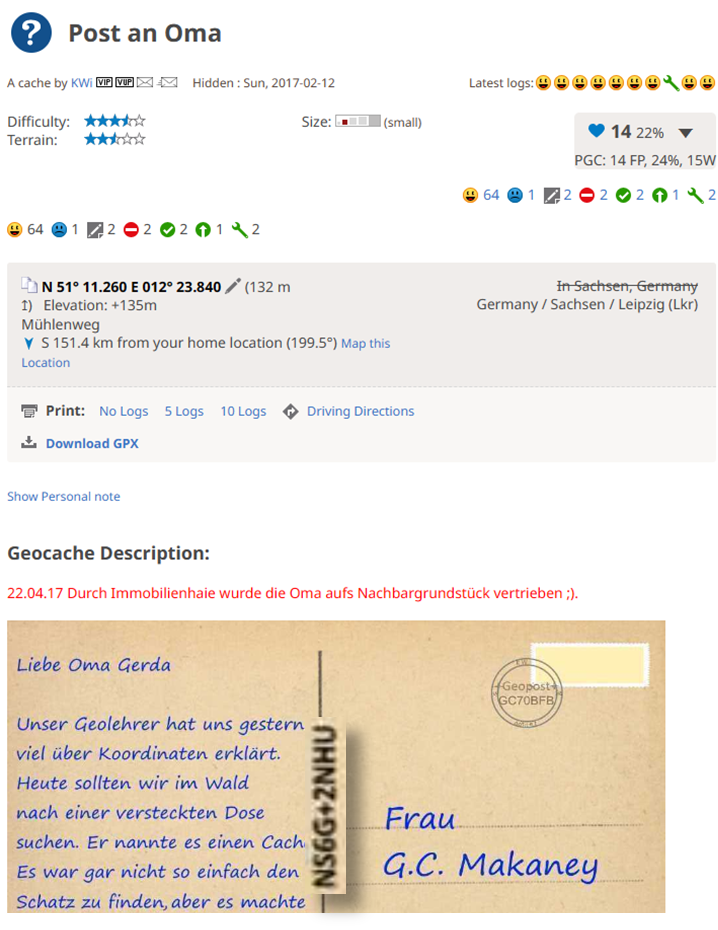 Post an Oma
A cache by KWi VIP VUP Hidden : Sun, 2017-02-12
Latest logs:
Difficulty:
Size: (small)
14 22%
Terrain:
PGC: 14 FP, 24%, 15W
64 1 2 2 2 1 2
64 1 2 2 2 1 2
N 51° 11.260 E 012° 23.840 (132 m
In Sachsen, Germany
) Elevation: +135m
Germany / Sachsen / Leipzig (Lkr)
Mühlenweg
S 151.4 km from your home location (199.5°) Map this
Location
Print: No Logs 5 Logs 10 Logs Driving Directions
Download GPX
Show Personal note
Geocache Description:
22.04.17 Durch Immobilienhaie wurde die Oma aufs Nachbargrundstück vertrieben ;).
Liebe Oma Gerda
Unser Geolehrer hat uns gestern
viel über Koordinaten erklärt.
Heute sollten wir im Wald
nach einer versteckten Dose
suchen. Er nannte es einen Cach
Es war gar nicht so einfach den
Schatz zu finden, aber es machte
NS6G+2NHU
KWi
Geopost
GC70BFB
Frau
G.C. Makaney